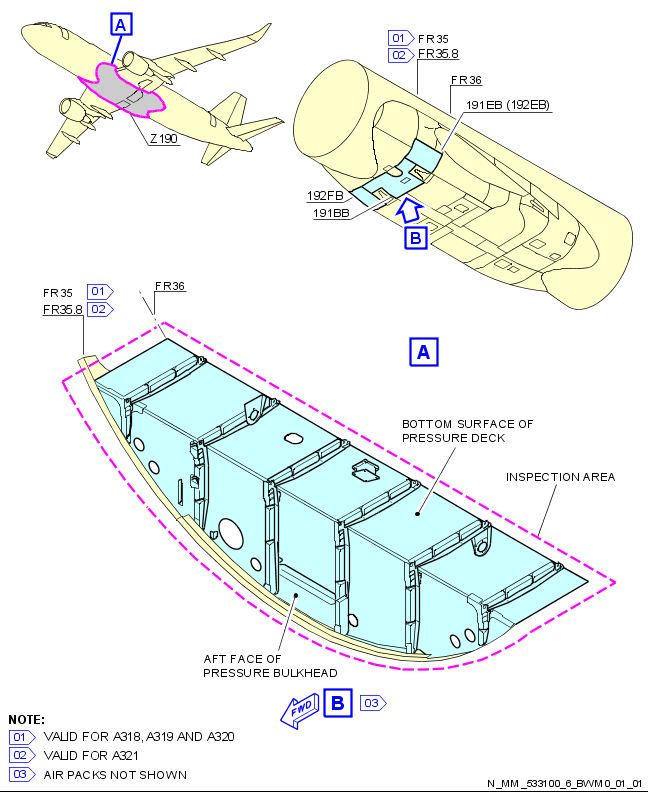 A
Z190
01 FR35
02 FR35.8
FR36
191EB (192EB)
192FB
191BB
B
FR35 01
FR35.8 02
FR36
A
BOTTOM SURFACE OF
PRESSURE DECK
INSPECTION AREA
AFT FACE OF
PRESSURE BULKHEAD
FWD B 03
NOTE:
01 VALID FOR A318, A319 AND A320
02 VALID FOR A321
03 AIR PACKS NOT SHOWN
N_MM_533100_6_BVVM0_01_01